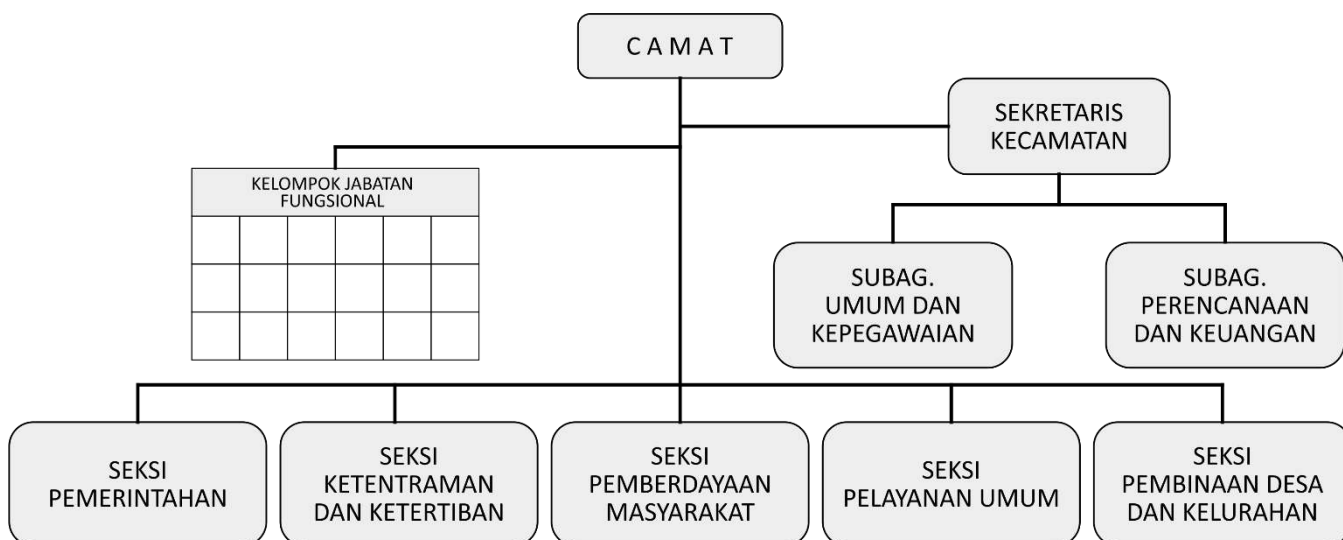 C A M A T
SEKRETARIS
KECAMATAN
KELOMPOK JABATAN
FUNGSIONAL
SUBAG.
UMUM DAN
KEPEGAWAIAN
SUBAG.
PERENCANAAN
DAN KEUANGAN
SEKSI
PEMERINTAHAN
SEKSI
KETENTRAMAN
DAN KETERTIBAN
SEKSI
PEMBERDAYAAN
MASYARAKAT
SEKSI
PELAYANAN UMUM
SEKSI
PEMBINAAN DESA
DAN KELURAHAN